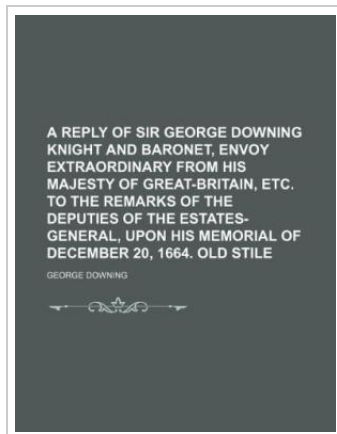 A REPLY OF SIR GEORGE DOWNING
KNIGHT AND BARONET, ENVOY
EXTRAORDINARY FROM HIS
MAJESTY OF GREAT-BRITAIN, ETC.
TO THE REMARKS OF THE
DEPUTIES OF THE ESTATES-
GENERAL, UPON HIS MEMORIAL OF
DECEMBER 20, 1664. OLD STILE
GEORGE DOWNING